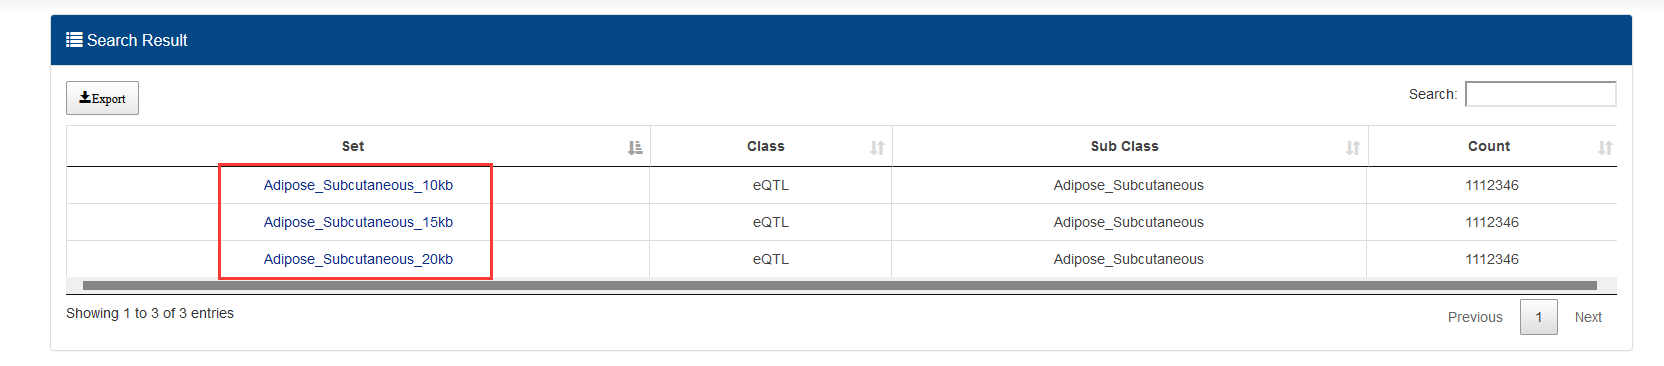 Search Result
Export
Search:
Set Class Sub Class Count
Adipose_Subcutaneous_10kb eQTL Adipose_Subcutaneous 1112346
Adipose_Subcutaneous_15kb eQTL Adipose_Subcutaneous 1112346
Adipose_Subcutaneous_20kb eQTL Adipose_Subcutaneous 1112346
Showing 1 to 3 of 3 entries
Previous 1 Next